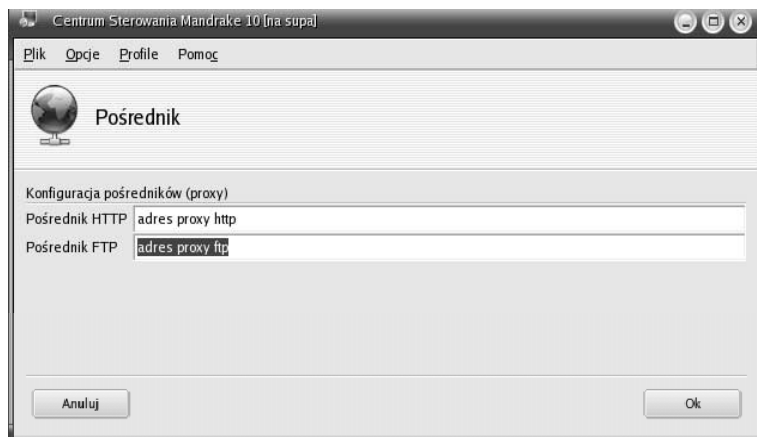 Centrum Sterowania Mandrake 10 [na supa]
Plik Opcje Profile Pomoc
Pośrednik
Konfiguracja pośredników (proxy)
Pośrednik HTTP adres proxy http
Pośrednik FTP adres proxy ftp
Anuluj Ok